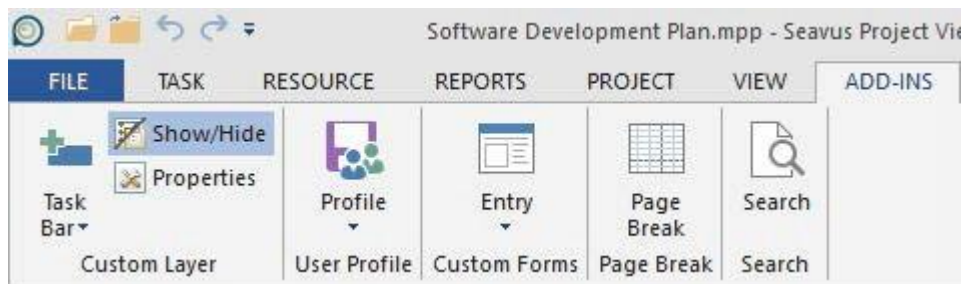 Software Development Plan.mpp - Seavus Project
FILE TASK RESOURCE REPORTS PROJECT VIEW ADD-INS
Show/Hide
Properties
Task Bar
Profile
Entry
Page Break
Search
Custom Layer User Profile Custom Forms Page Break Search